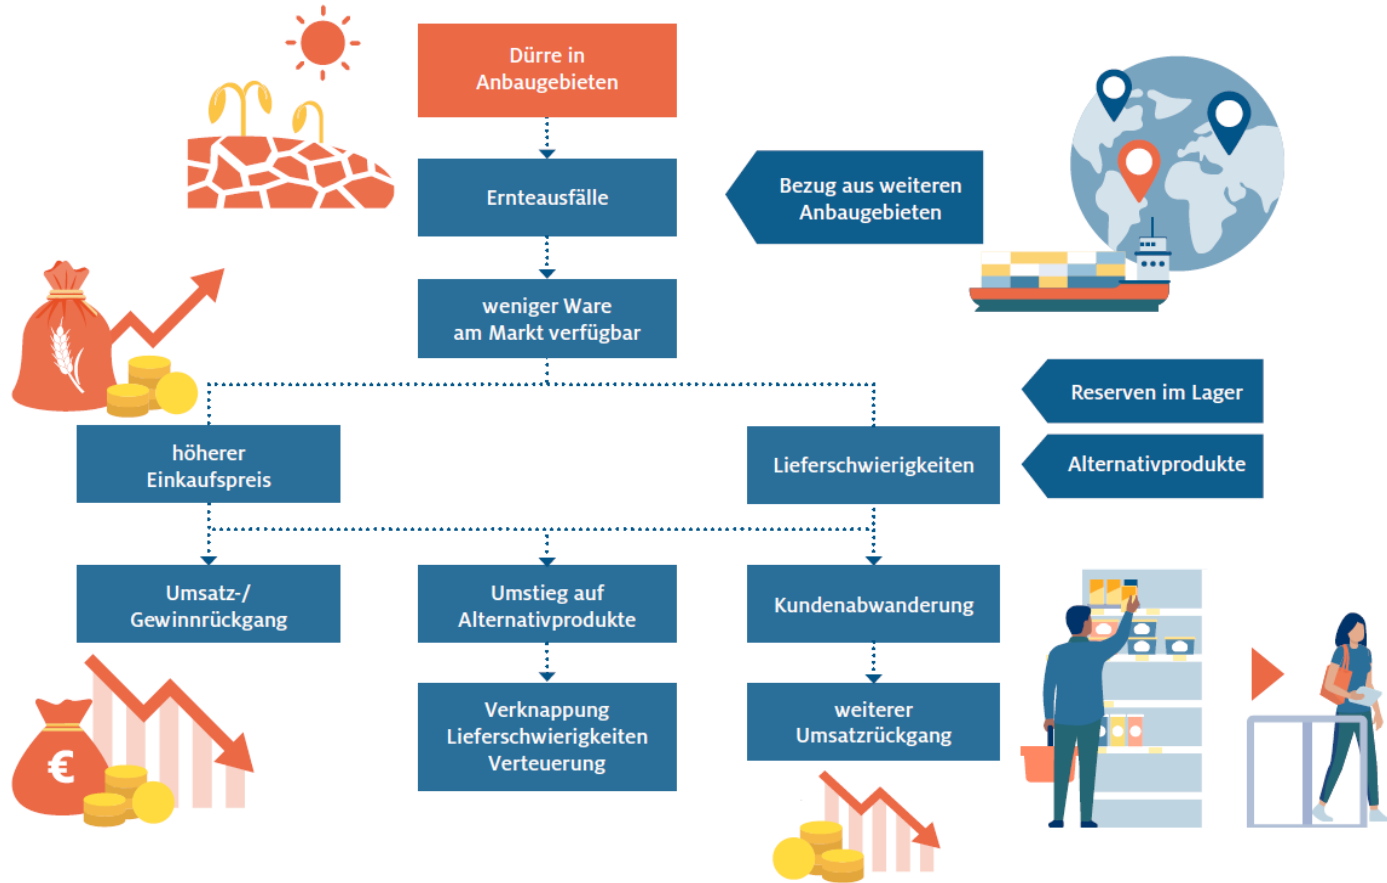 Dürre in
Anbaugebieten
Ernteausfälle
Bezug aus weiteren
Anbaugebieten
weniger Ware
am Markt verfügbar
Reserven im Lager
höherer
Einkaufspreis
Lieferschwierigkeiten
Alternativprodukte
Umsatz-/
Gewinnrückgang
Umstieg auf
Alternativprodukte
Kundenabwanderung
Verknappung
Lieferschwierigkeiten
Verteuerung
weiterer
Umsatzrückgang
€